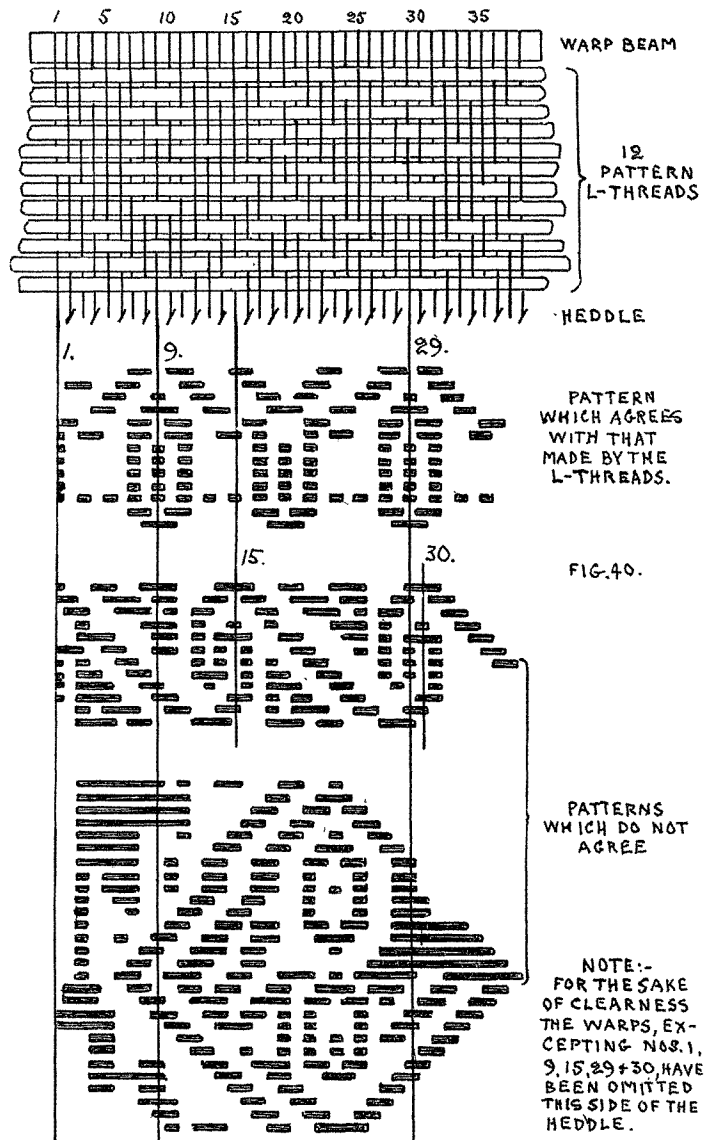 1 5 10 15 20 25 30 35
WARP BEAM
12
PATTERN
L-THREADS
HEDDLE
1. 9. 29.
PATTERN
WHICH AGREES
WITH THAT
MADE BY THE
L-THREADS.
15. 30.
FIG. 40.
PATTERNS
WHICH DO NOT
AGREE
NOTE:-
FOR THE SAKE
OF CLEARNESS
THE WARPS, EX-
CEPTING NOS. 1,
9, 15, 29 + 30, HAVE
BEEN OMITTED
THIS SIDE OF THE
HEDDLE.